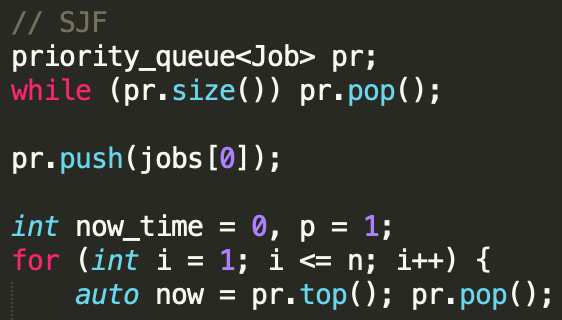 // SJF
priority_queue<Job> pr;
while (pr.size()) pr.pop();
pr.push(jobs[0]);
int now_time = 0, p = 1;
for (int i = 1; i <= n; i++) {
auto now = pr.top(); pr.pop();